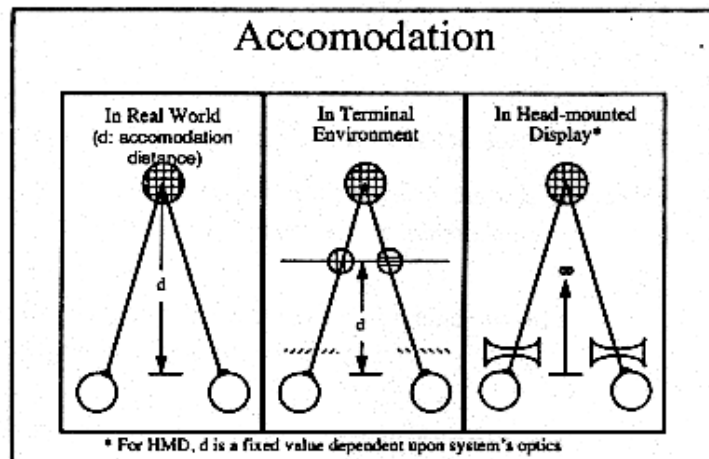 Accomodation
In Real World
(d: accomodation
distance)
d
In Terminal
Environment
d
In Head-mounted
Display*
∞
* For HMD, d is a fixed value dependent upon system's optics